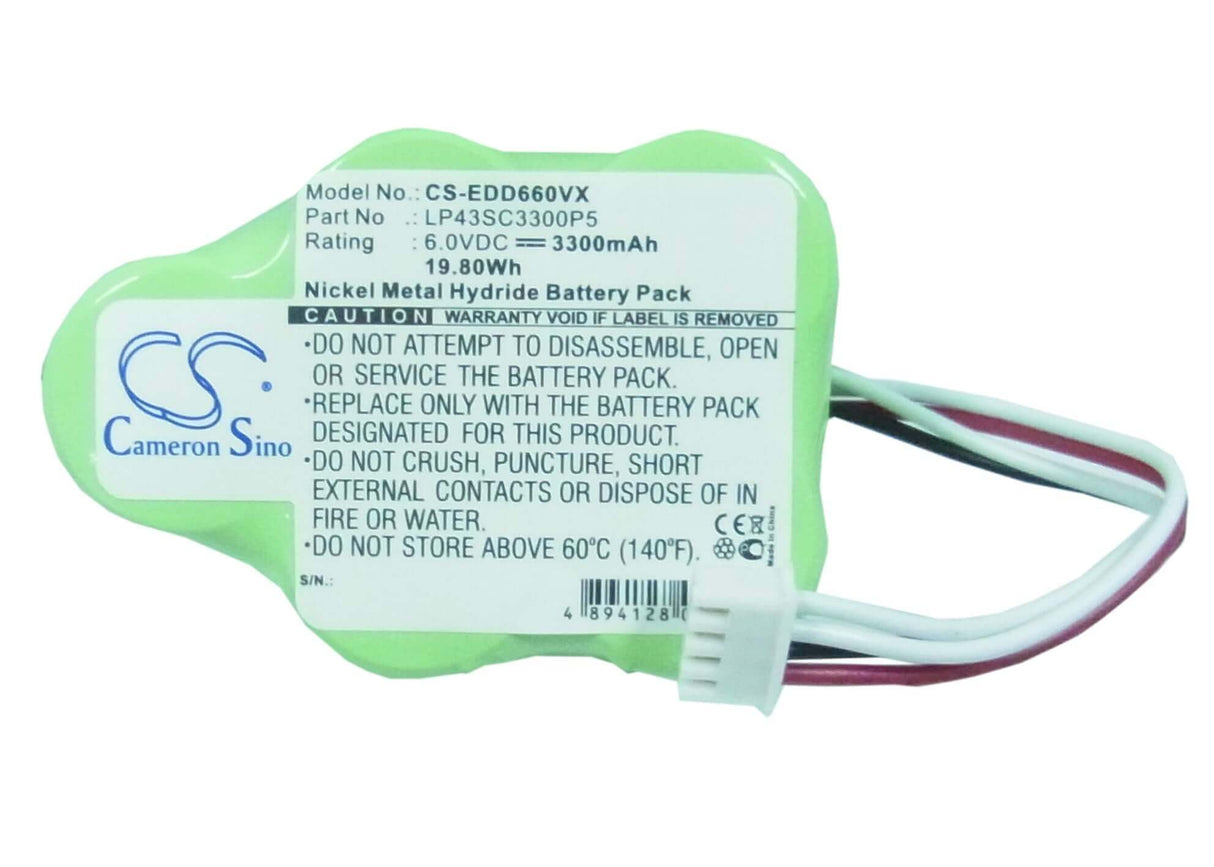 Model No.: CS-EDD660VX
Part No .: LP43SC3300P5
Rating : 6.0VDC 3300mAh
19.80Wh
Nickel Metal Hydride Battery Pack
CAUTION WARRANTY VOID IF LABEL IS REMOVED
•DO NOT ATTEMPT TO DISASSEMBLE, OPEN
OR SERVICE THE BATTERY PACK.
•REPLACE ONLY WITH THE BATTERY PACK
DESIGNATED FOR THIS PRODUCT.
•DO NOT CRUSH, PUNCTURE, SHORT
EXTERNAL CONTACTS OR DISPOSE OF IN
FIRE OR WATER.
•DO NOT STORE ABOVE 60°C (140°F).
CS®
Cameron Sino
CE
Made in China
S/N.:
4 894128